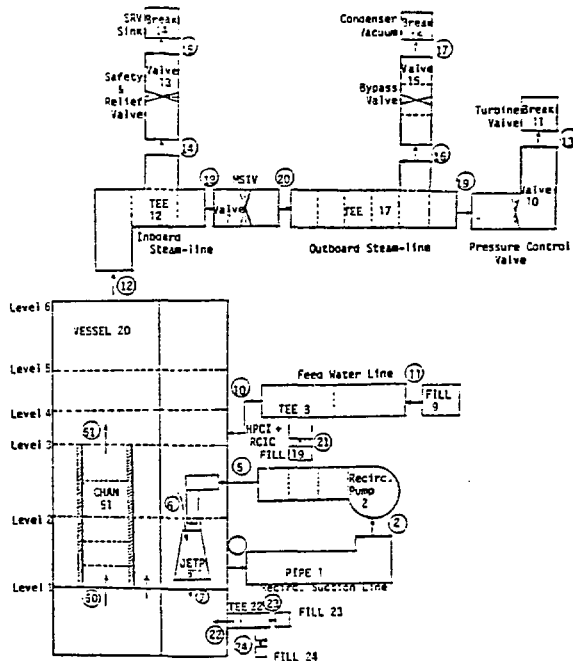 SRV
Sink
Break
14
15
Safety
&
Relief
Valve
Valve
13
14
Condenser
Vacuum
Break
17
Valve
15
Bypass
Valve
16
Turbine
Valve
Break
11
13
Valve
10
TEE
12
Inboard
Steam-line
MSIV
Valve
20
TEE 17
Outboard Steam-line
19
Pressure Control
Valve
12
Level 6
VESSEL 20
Level 5
Level 4
Level 3
Level 2
Level 1
51
CHAN
51
50
Feed Water Line
10
11
TEE 3
FILL
9
HPCI +
RCIC
FILL 19
21
5
6
Recirc.
Pump
2
2
JETP
7
PIPE 1
Recirc. Suction Line
TEE 22
23
FILL 23
22
24
FILL 24